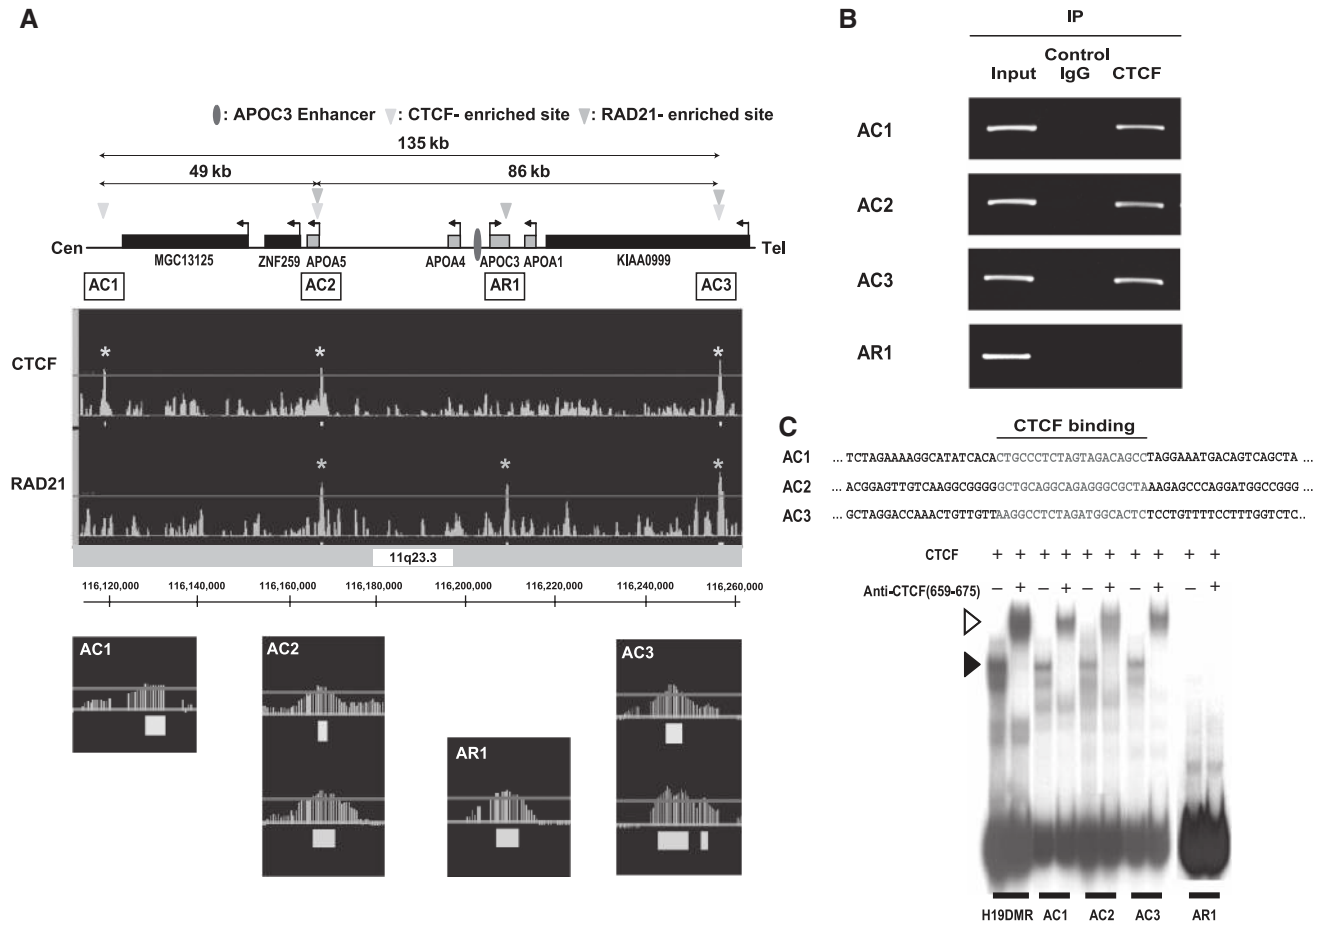 A
: APOC3 Enhancer : CTCF- enriched site : RAD21- enriched site
135 kb
49 kb 86 kb
Cen Tel
MGC13125 ZNF259 APOA5 APOA4 APOC3 APOA1 KIAA0999
AC1 AC2 AR1 AC3
CTCF
* * *
RAD21
* * *
11q23.3
116,120,000 116,140,000 116,160,000 116,180,000 116,200,000 116,220,000 116,240,000 116,260,000
AC1
AC2
AR1
AC3
B
IP
Input Control IgG CTCF
AC1
AC2
AC3
AR1
C
CTCF binding
AC1 ... TCTAGAAAAGGCATATCACACTGCCCTCTAGTAGACAGCCTAGGAAATGACAGTCAGCTA ...
AC2 ... ACGGAGTTGTCAAGGCGGGGGCTGCAGGCAGAGGGCGCTAAAGAGCCCAGGATGGCCGGG ...
AC3 ... GCTAGGACCAAACTGTTGTTAAGGCCTCTAGATGGCACTCTCCTGTTTTCCTTTGGTCTC...
CTCF + + + + + + + + + +
Anti-CTCF(659-675) − + − + − + − + − +
H19DMR AC1 AC2 AC3 AR1